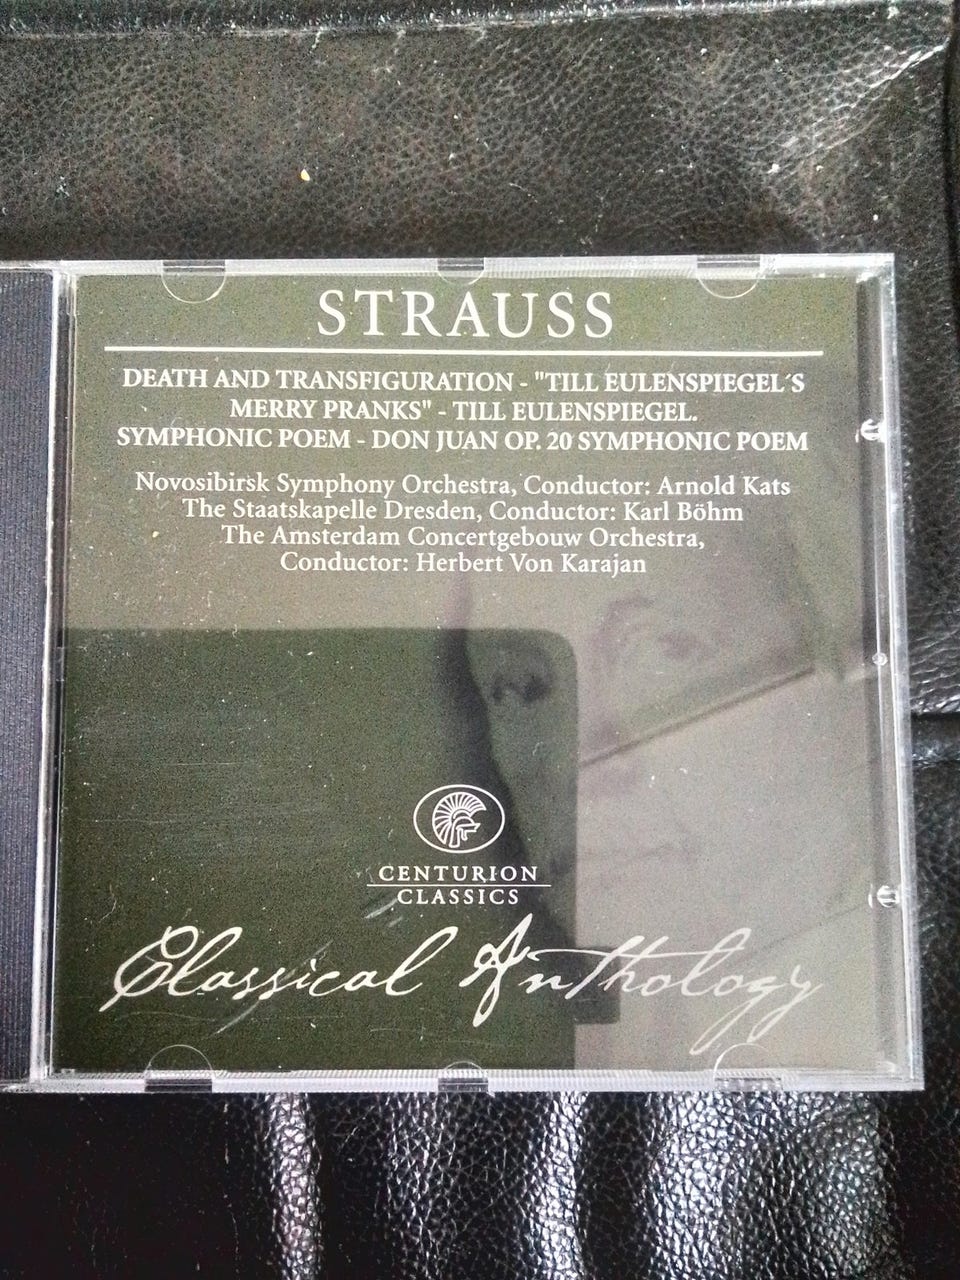 STRAUSS
DEATH AND TRANSFIGURATION - "TILL EULENSPIEGEL´S
MERRY PRANKS" - TILL EULENSPIEGEL.
SYMPHONIC POEM - DON JUAN OP. 20 SYMPHONIC POEM
Novosibirsk Symphony Orchestra, Conductor: Arnold Kats
The Staatskapelle Dresden, Conductor: Karl Böhm
The Amsterdam Concertgebouw Orchestra,
Conductor: Herbert Von Karajan
CENTURION
CLASSICS
Classical Anthology